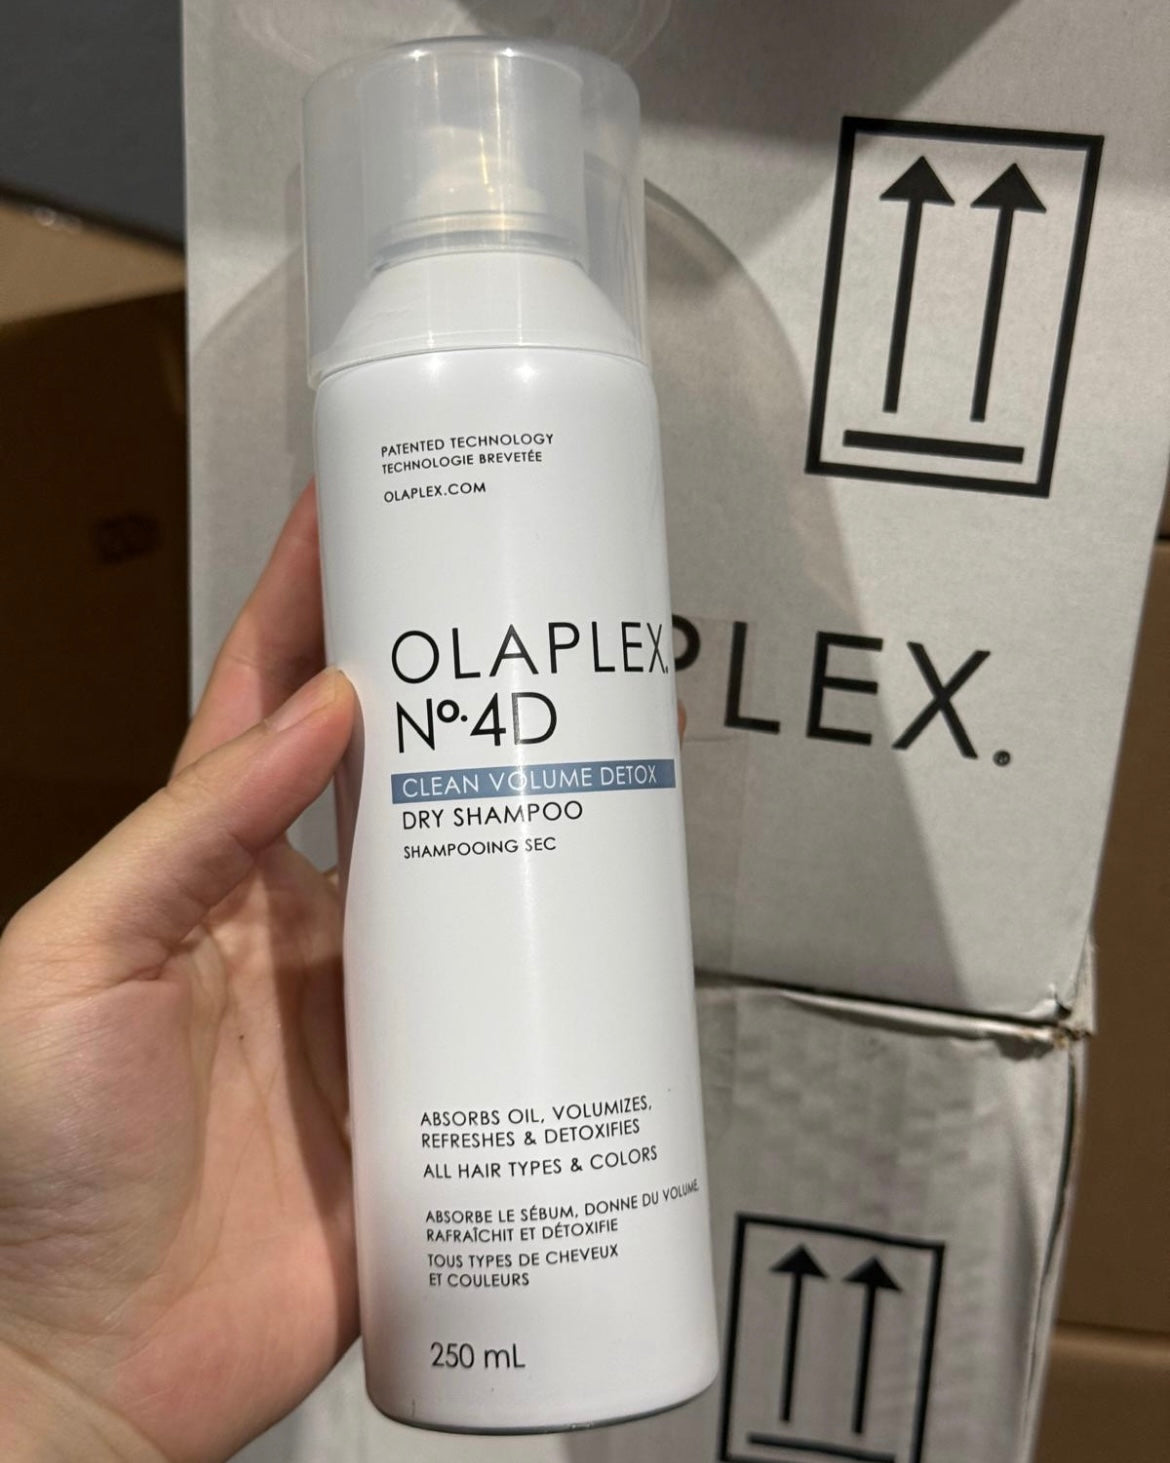 PATENTED TECHNOLOGY
TECHNOLOGIE BREVETÉE
OLAPLEX.COM
OLAPLEX.
Nº.4D
CLEAN VOLUME DETOX
DRY SHAMPOO
SHAMPOOING SEC
ABSORBS OIL, VOLUMIZES,
REFRESHES & DETOXIFIES
ALL HAIR TYPES & COLORS
ABSORBE LE SÉBUM, DONNE DU VOLUME,
RAFRAÎCHIT ET DÉTOXIFIE
TOUS TYPES DE CHEVEUX
ET COULEURS
250 mL
PLEX.®